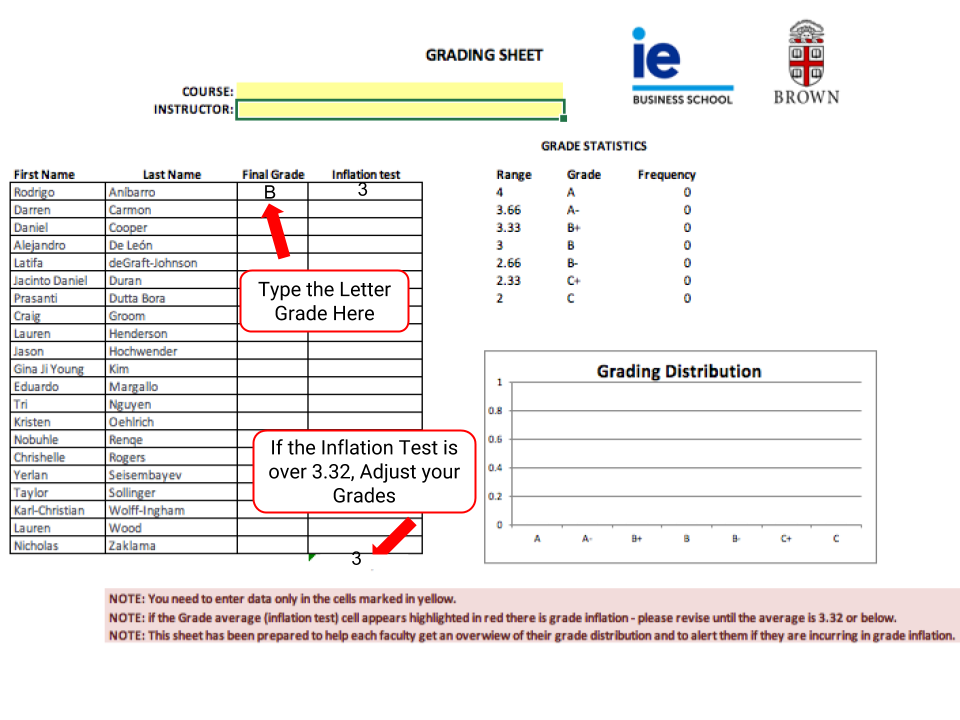 GRADING SHEET
ie
BUSINESS SCHOOL
BROWN
COURSE:
INSTRUCTOR:
GRADE STATISTICS
First Name Last Name Final Grade Inflation test
Rodrigo Anlbarro B 3
Darren Carmon
Daniel Cooper
Alejandro De León
Latifa deGraft-Johnson
Jacinto Daniel Duran
Prasanti Dutta Bora
Craig Groom
Lauren Henderson
Jason Hochwender
Gina Ji Young Kim
Eduardo Margallo
Tri Nguyen
Kristen Oehlrich
Nobuhle Renqe
Chrishelle Rogers
Yerlan Seisembayev
Taylor Sollinger
Karl-Christian Wolff-Ingham
Lauren Wood
Nicholas Zaklama
3
Type the Letter
Grade Here
If the Inflation Test is
over 3.32, Adjust your
Grades
Range Grade Frequency
4 A 0
3.66 A- 0
3.33 B+ 0
3 B 0
2.66 B- 0
2.33 C+ 0
2 C 0
Grading Distribution
1
0.8
0.6
0.4
0.2
0
A A- B+ B B- C+ C
NOTE: You need to enter data only in the cells marked in yellow.
NOTE: if the Grade average (inflation test) cell appears highlighted in red there is grade inflation - please revise until the average is 3.32 or below.
NOTE: This sheet has been prepared to help each faculty get an overwiew of their grade distribution and to alert them if they are incurring in grade inflation.